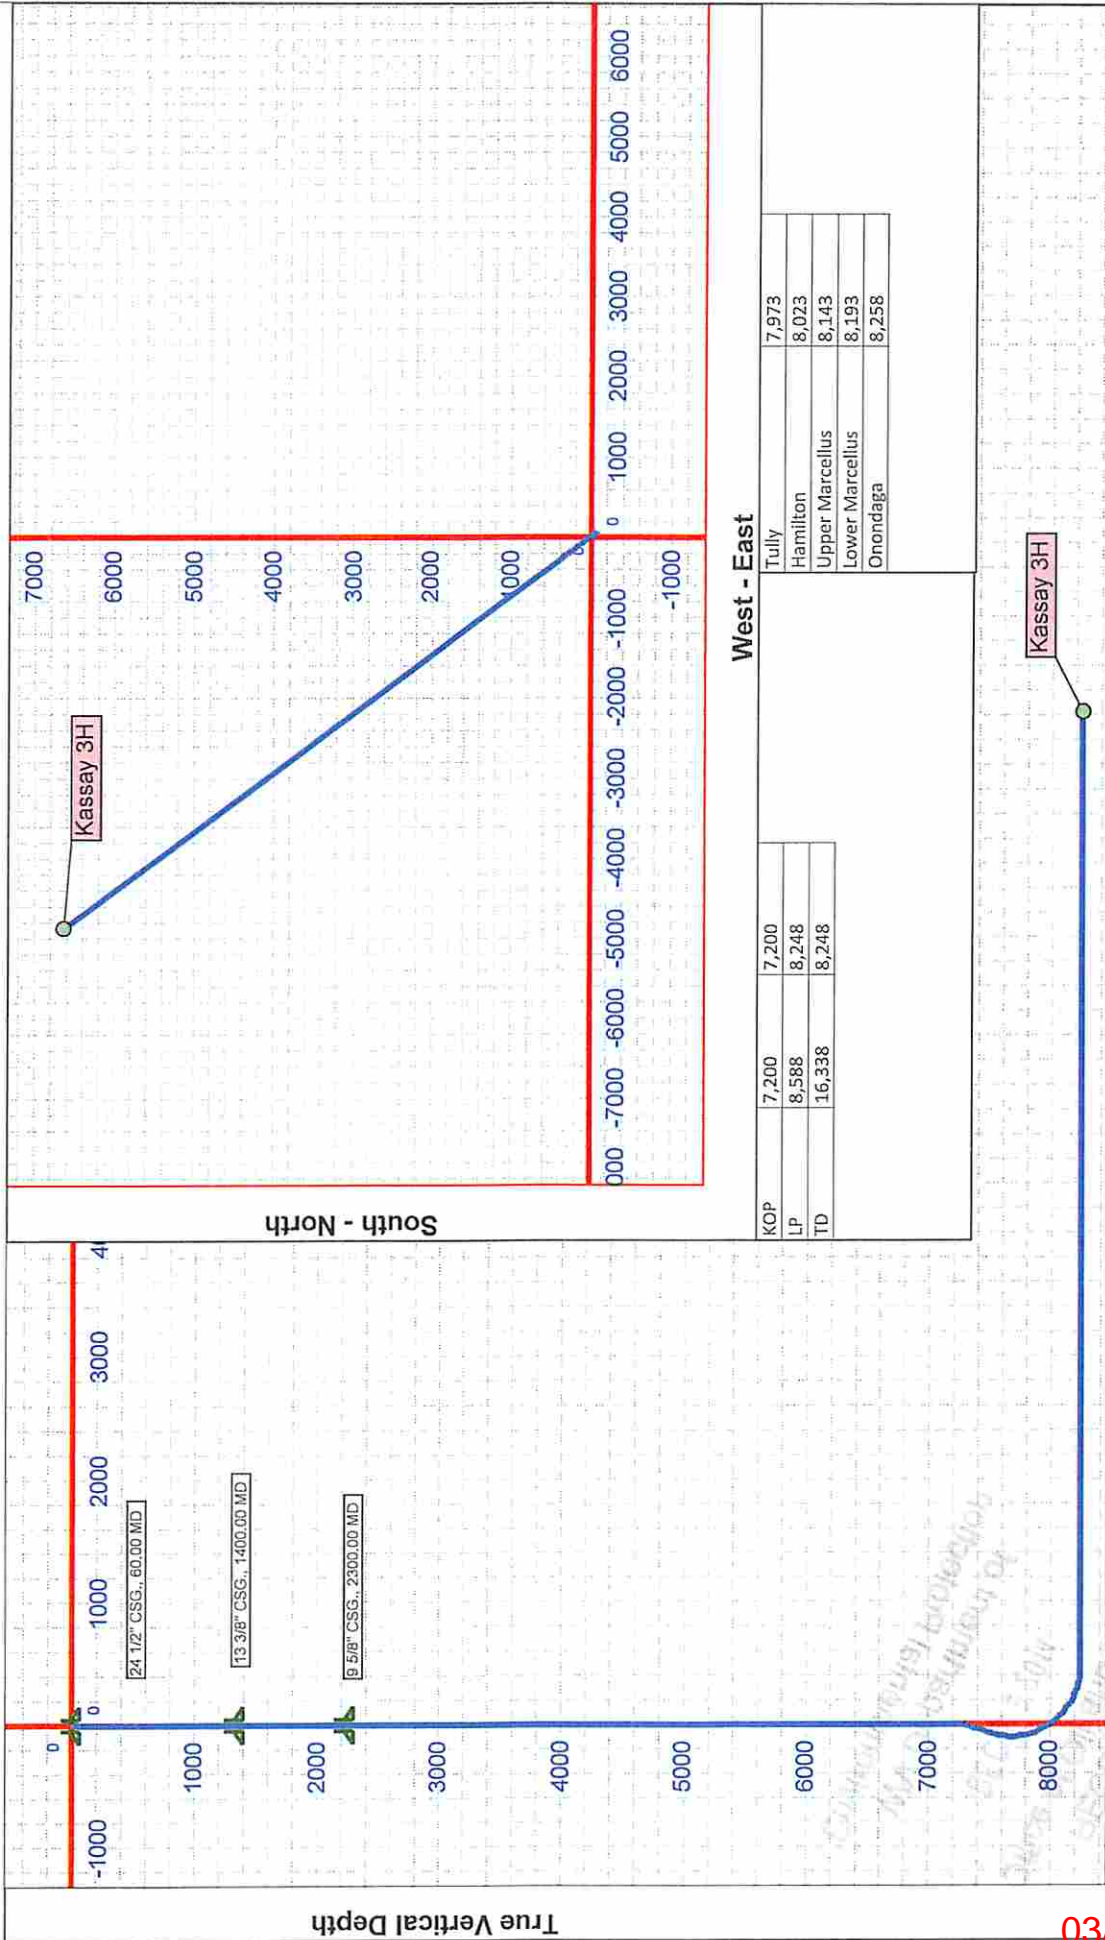 True Vertical Depth
-1000
0
1000
2000
3000
0
1000
2000
3000
4000
5000
6000
7000
8000
24 1/2" CSG., 60.00 MD
13 3/8" CSG., 1400.00 MD
9 5/8" CSG., 2300.00 MD
South - North
7000
6000
5000
4000
3000
2000
1000
0
-1000
000 -7000 -6000 -5000 -4000 -3000 -2000 -1000 0 1000 2000 3000 4000 5000 6000
Kassay 3H
West - East
KOP 7,200 7,200
LP 8,588 8,248
TD 16,338 8,248
Tully 7,973
Hamilton 8,023
Upper Marcellus 8,143
Lower Marcellus 8,193
Onondaga 8,258
Kassay 3H